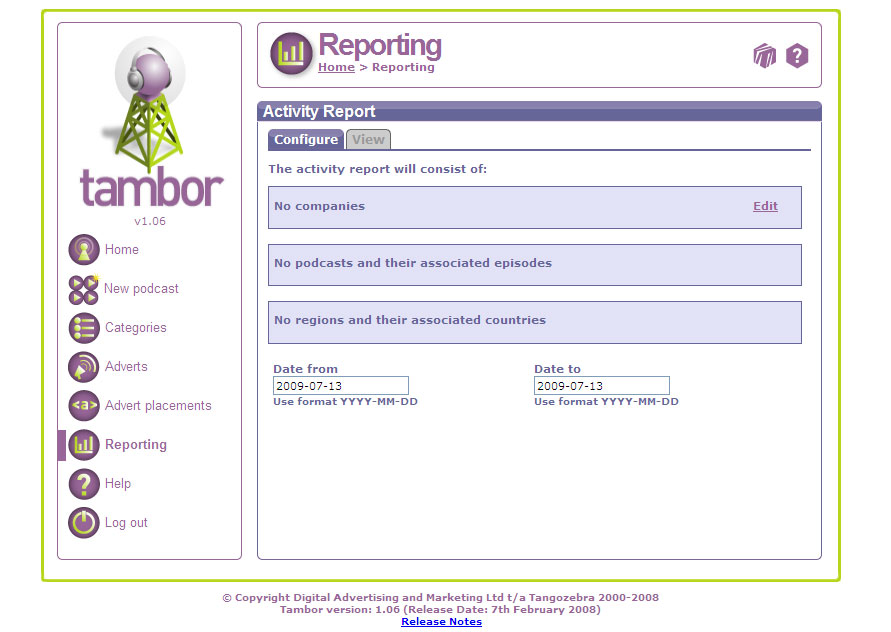 tambor
v1.06
Home
New podcast
Categories
Adverts
<a> Advert placements
Reporting
? Help
Log out
Reporting
Home > Reporting
?
Activity Report
Configure View
The activity report will consist of:
No companies Edit
No podcasts and their associated episodes
No regions and their associated countries
Date from Date to
2009-07-13 2009-07-13
Use format YYYY-MM-DD Use format YYYY-MM-DD
© Copyright Digital Advertising and Marketing Ltd t/a Tangozebra 2000-2008
Tambor version: 1.06 (Release Date: 7th February 2008)
Release Notes